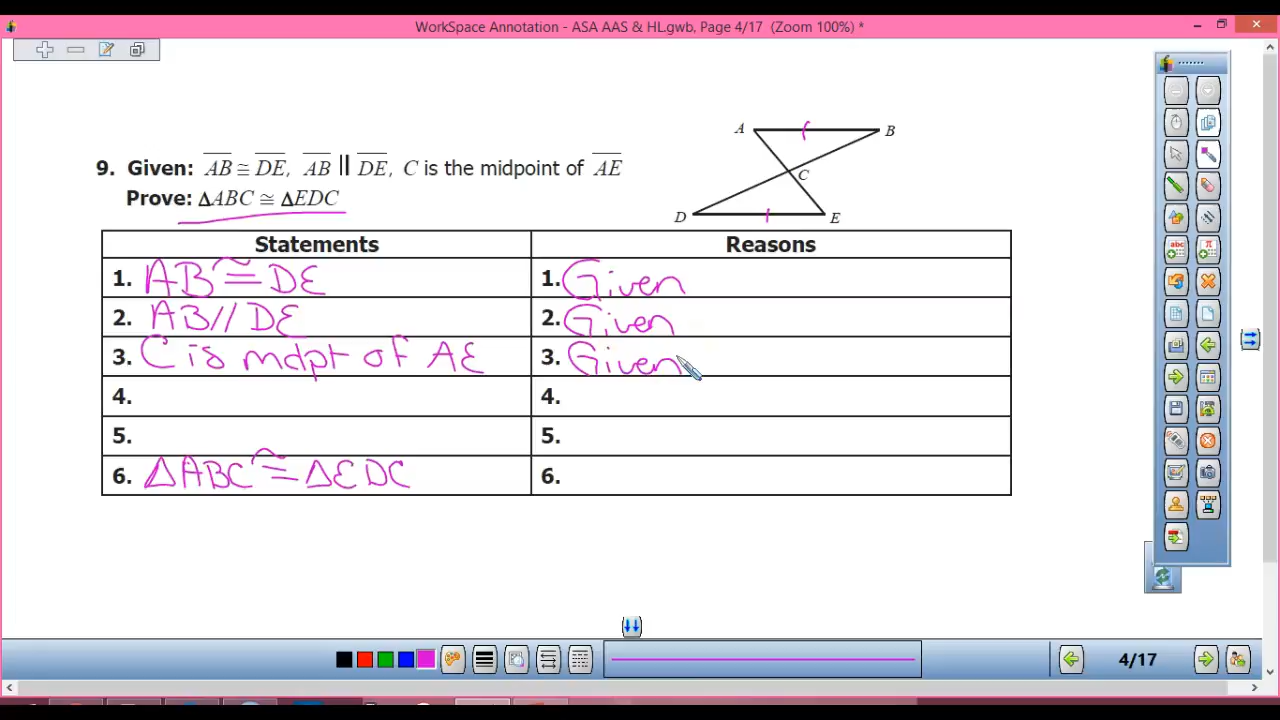 WorkSpace Annotation - ASA AAS & HL.gwb, Page 4/17 (Zoom 100%) *
9. Given: AB ≅ DE, AB ∥ DE, C is the midpoint of AE
Prove: ΔABC ≅ ΔEDC
A
B
C
D
E
Statements Reasons
1. AB ≅ DE 1. Given
2. AB // DE 2. Given
3. C is mdpt of AE 3. Given
4. 4.
5. 5.
6. ΔABC ≅ ΔEDC 6.
abc
π
4/17